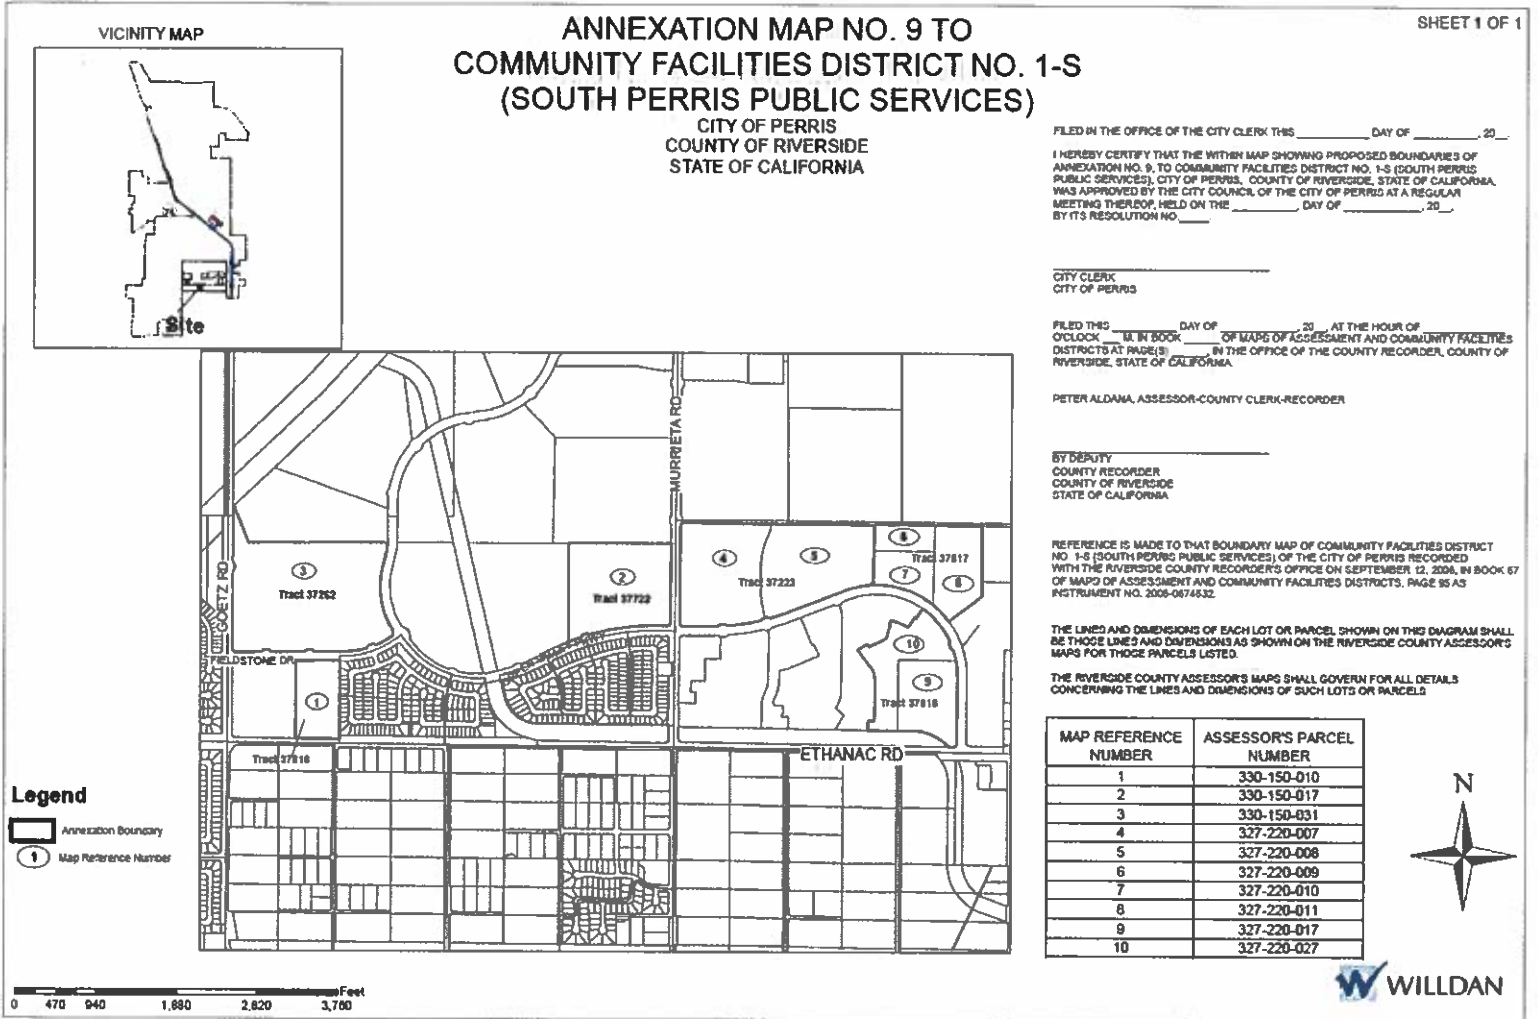 SHEET 1 OF 1
ANNEXATION MAP NO. 9 TO
COMMUNITY FACILITIES DISTRICT NO. 1-S
(SOUTH PERRIS PUBLIC SERVICES)
CITY OF PERRIS
COUNTY OF RIVERSIDE
STATE OF CALIFORNIA
VICINITY MAP
Site
FILED IN THE OFFICE OF THE CITY CLERK THIS ________ DAY OF ________, 20__.
I HEREBY CERTIFY THAT THE WITHIN MAP SHOWING PROPOSED BOUNDARIES OF
ANNEXATION NO. 9, TO COMMUNITY FACILITIES DISTRICT NO. 1-S (SOUTH PERRIS
PUBLIC SERVICES), CITY OF PERRIS, COUNTY OF RIVERSIDE, STATE OF CALIFORNIA,
WAS APPROVED BY THE CITY COUNCIL OF THE CITY OF PERRIS AT A REGULAR
MEETING THEREOF, HELD ON THE ________, DAY OF _________, 20__,
BY ITS RESOLUTION NO.____
CITY CLERK
CITY OF PERRIS
FILED THIS ________ DAY OF _________, 20__, AT THE HOUR OF _________
O'CLOCK __ M. IN BOOK ____ OF MAPS OF ASSESSMENT AND COMMUNITY FACILITIES
DISTRICTS AT PAGE(S) ____, IN THE OFFICE OF THE COUNTY RECORDER, COUNTY OF
RIVERSIDE, STATE OF CALIFORNIA
PETER ALDANA, ASSESSOR-COUNTY CLERK-RECORDER
BY DEPUTY
COUNTY RECORDER
COUNTY OF RIVERSIDE
STATE OF CALIFORNIA
REFERENCE IS MADE TO THAT BOUNDARY MAP OF COMMUNITY FACILITIES DISTRICT
NO. 1-S (SOUTH PERRIS PUBLIC SERVICES) OF THE CITY OF PERRIS RECORDED
WITH THE RIVERSIDE COUNTY RECORDER'S OFFICE ON SEPTEMBER 12, 2006, IN BOOK 67
OF MAPS OF ASSESSMENT AND COMMUNITY FACILITIES DISTRICTS, PAGE 95 AS
INSTRUMENT NO.
THE LINES AND DIMENSIONS OF EACH LOT OR PARCEL SHOWN ON THIS DIAGRAM SHALL
BE THOSE LINES AND DIMENSIONS AS SHOWN ON THE RIVERSIDE COUNTY ASSESSOR'S
MAPS FOR THOSE PARCELS LISTED.
THE RIVERSIDE COUNTY ASSESSOR'S MAPS SHALL GOVERN FOR ALL DETAILS
CONCERNING THE LINES AND DIMENSIONS OF SUCH LOTS OR PARCELS
MURRIETA RD
GOETZ RD
FIELDSTONE DR
ETHANAC RD
3
Tract 37262
2
Tract 37722
4
5
Tract 37223
6
Tract 37817
7
8
10
9
Tract 37818
1
Tract 37816
MAP REFERENCE NUMBER ASSESSOR'S PARCEL NUMBER
1 330-150-010
2 330-150-017
3 330-150-031
4 327-220-007
5 327-220-008
6 327-220-009
7 327-220-010
8 327-220-011
9 327-220-017
10 327-220-027
Legend
Annexation Boundary
1 Map Reference Number
N
Feet
0 470 940 1,880 2,820 3,760
WILLDAN